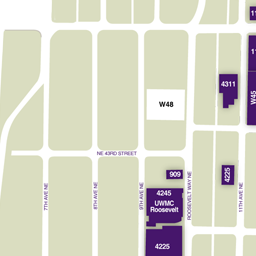 11
4311
W48
W45
NE 43RD STREET
909
4225
4245
UWMC
Roosevelt
4225
7TH AVE NE
8TH AVE NE
9TH AVE NE
ROOSEVELT WAY NE
11TH AVE NE